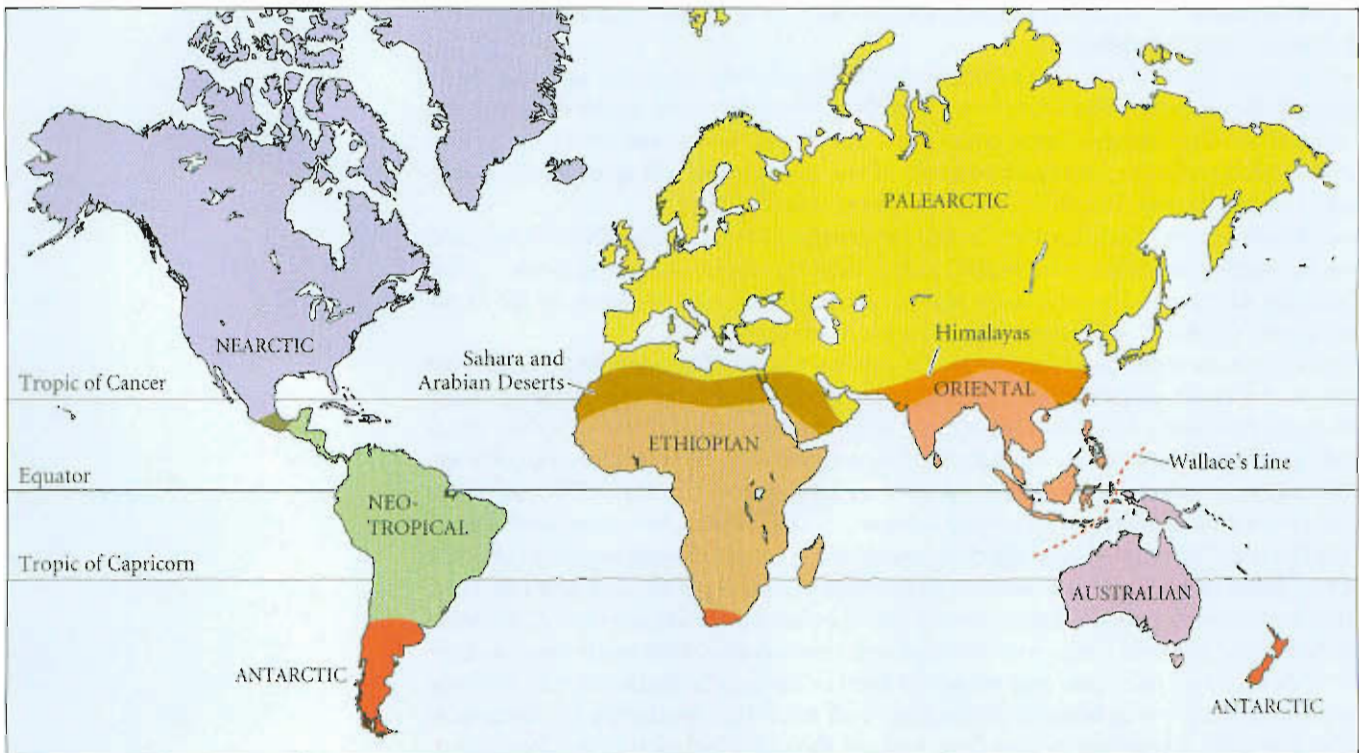 PALEARCTIC
Himalayas
NEARCTIC
Sahara and
Arabian Deserts
Tropic of Cancer
ORIENTAL
ETHIOPIAN
Wallace's Line
Equator
NEO-
TROPICAL
Tropic of Capricorn
AUSTRALIAN
ANTARCTIC
ANTARCTIC